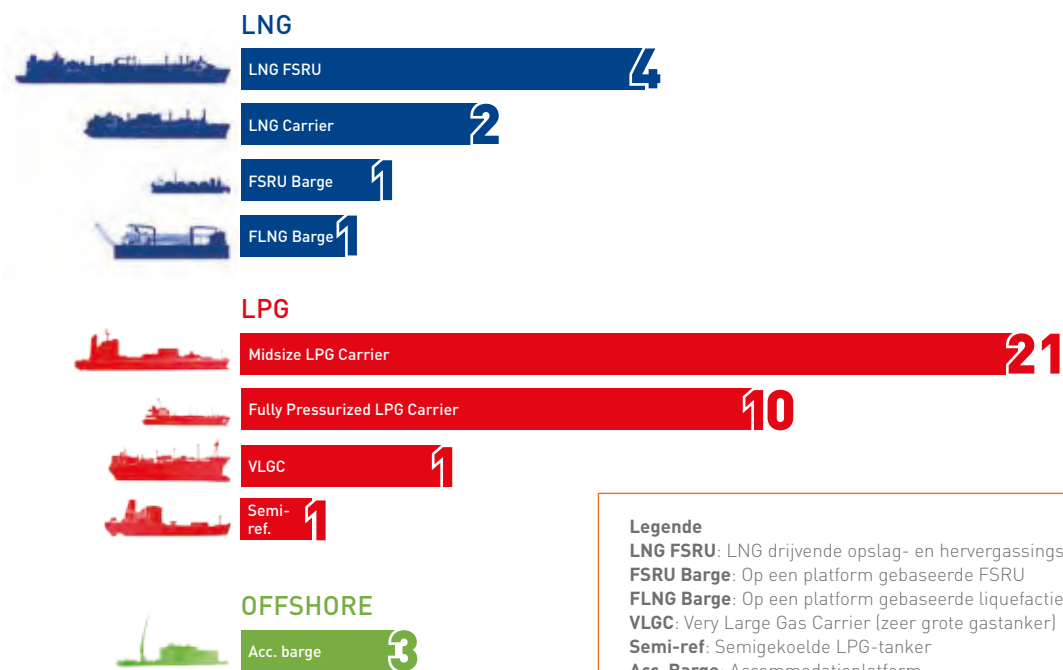 LNG
LNG FSRU 4
LNG Carrier 2
FSRU Barge 1
FLNG Barge 1
LPG
Midsize LPG Carrier 21
Fully Pressurized LPG Carrier 10
VLGC 1
Semi-
ref. 1
OFFSHORE
Acc. barge 3
Legende
LNG FSRU: LNG drijvende opslag- en hervergassings
FSRU Barge: Op een platform gebaseerde FSRU
FLNG Barge: Op een platform gebaseerde liquefactie
VLGC: Very Large Gas Carrier (zeer grote gastanker)
Semi-ref: Semigekoelde LPG-tanker
Acc. Barge: Accommodatieplatform